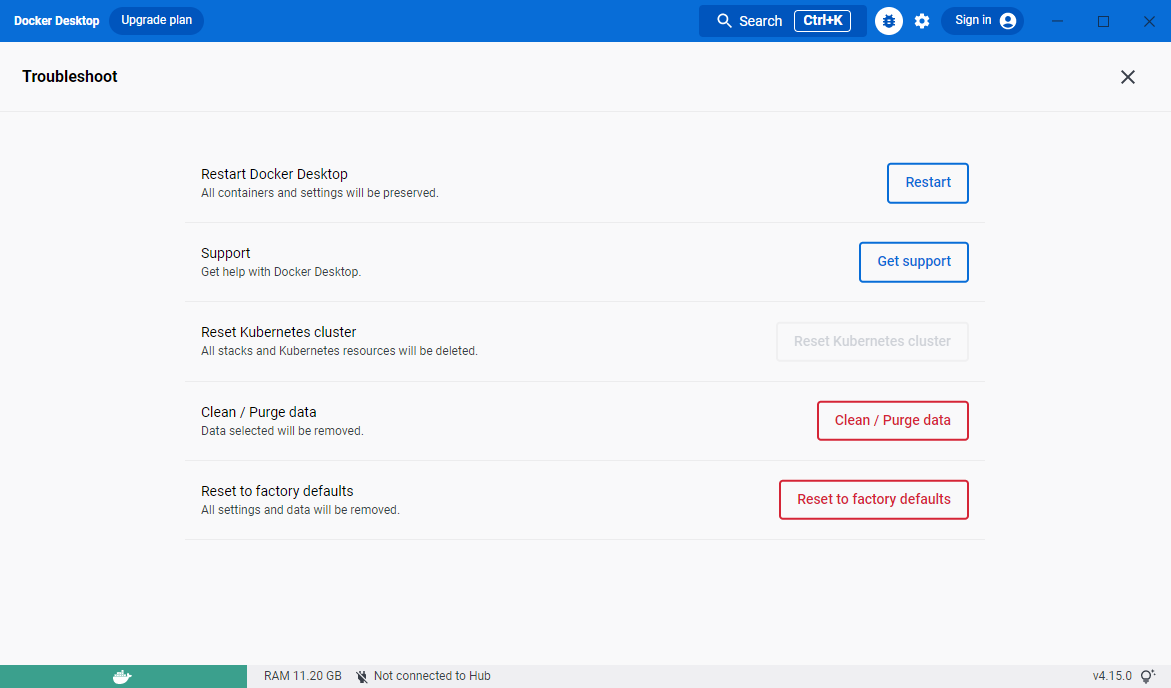 Docker Desktop Upgrade plan Search Ctrl+K Sign in
Troubleshoot
Restart Docker Desktop
All containers and settings will be preserved.
Restart
Support
Get help with Docker Desktop.
Get support
Reset Kubernetes cluster
All stacks and Kubernetes resources will be deleted.
Reset Kubernetes cluster
Clean / Purge data
Data selected will be removed.
Clean / Purge data
Reset to factory defaults
All settings and data will be removed.
Reset to factory defaults
RAM 11.20 GB Not connected to Hub v4.15.0